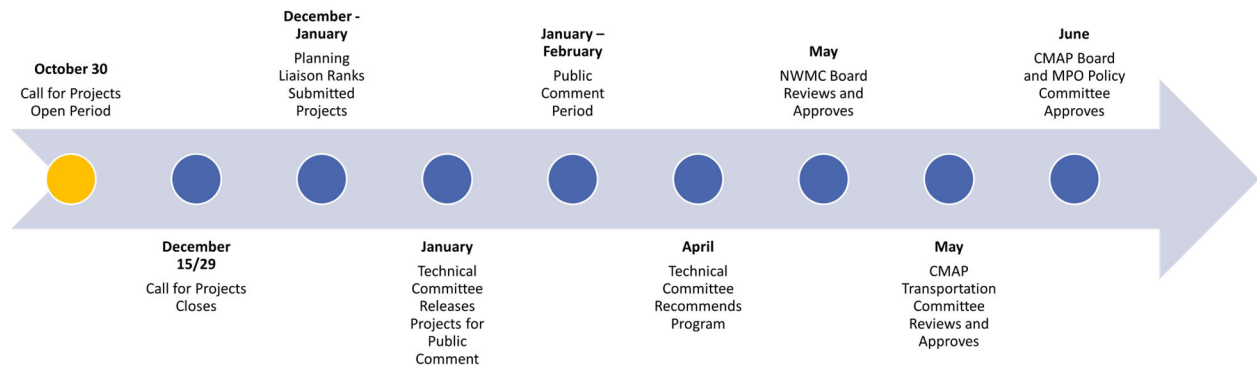 October 30
Call for Projects
Open Period
December
15/29
Call for Projects
Closes
December -
January
Planning
Liaison Ranks
Submitted
Projects
January
Technical
Committee
Releases
Projects for
Public
Comment
January –
February
Public
Comment
Period
April
Technical
Committee
Recommends
Program
May
NWMC Board
Reviews and
Approves
May
CMAP
Transportation
Committee
Reviews and
Approves
June
CMAP Board
and MPO Policy
Committee
Approves